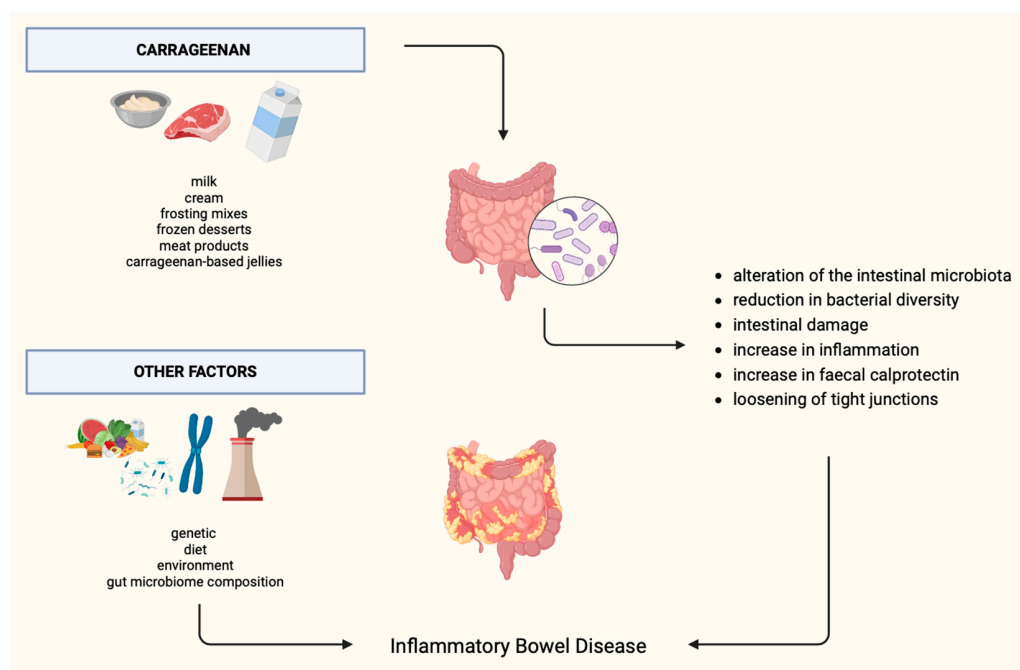 CARRAGEENAN
milk
cream
frosting mixes
frozen desserts
meat products
carrageenan-based jellies
• alteration of the intestinal microbiota
• reduction in bacterial diversity
• intestinal damage
• increase in inflammation
• increase in faecal calprotectin
• loosening of tight junctions
OTHER FACTORS
genetic
diet
environment
gut microbiome composition
Inflammatory Bowel Disease